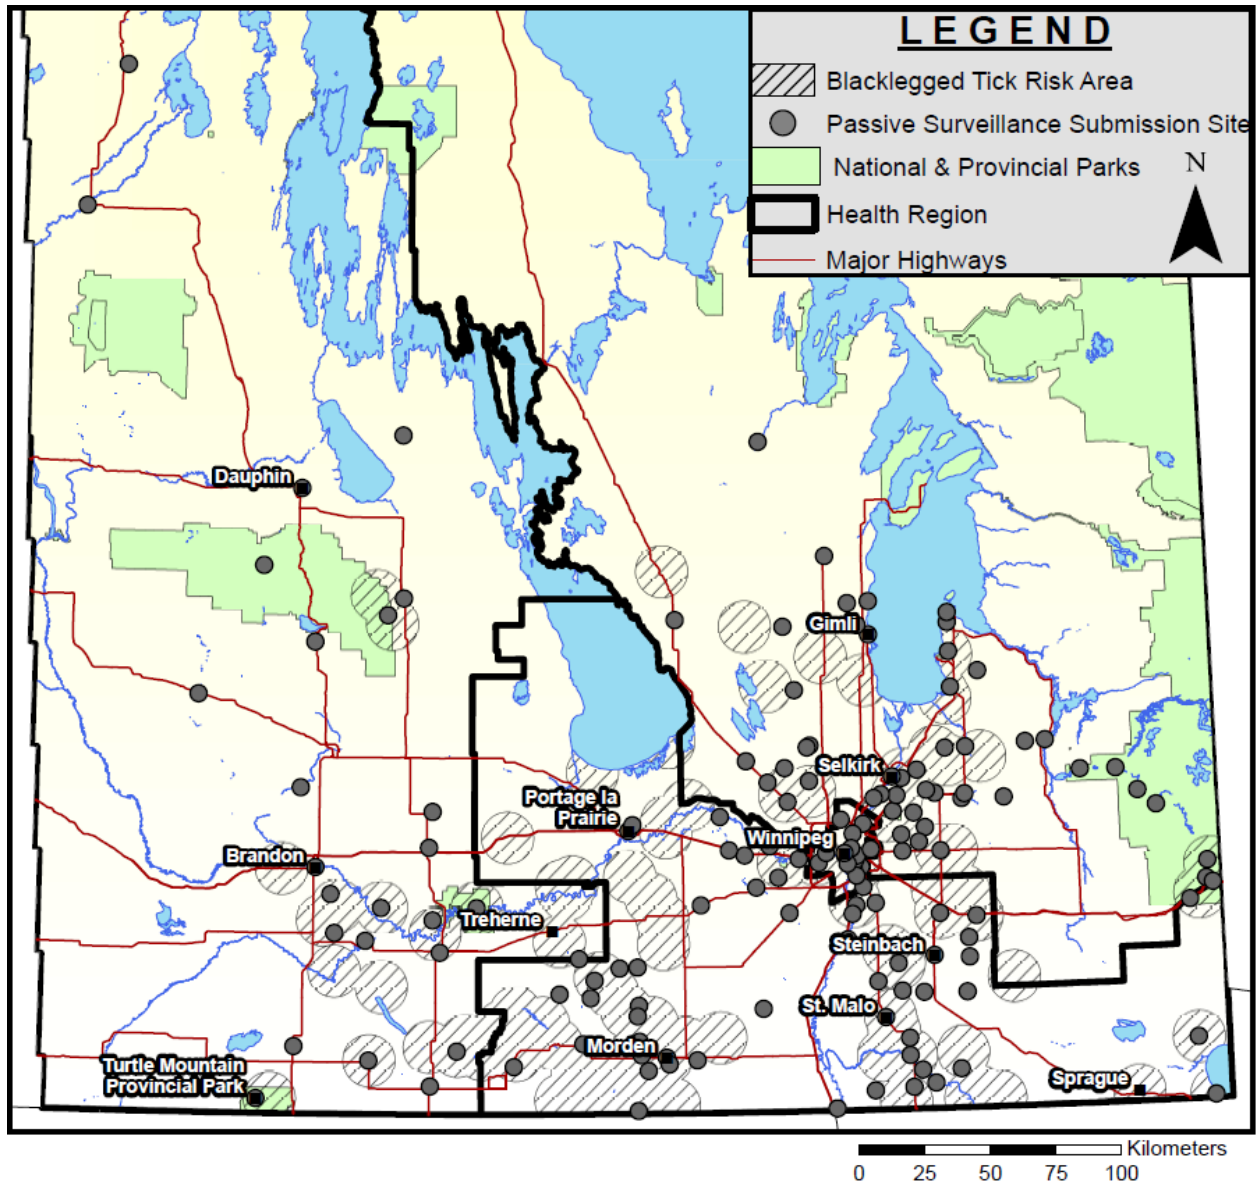 LEGEND
Blacklegged Tick Risk Area
Passive Surveillance Submission Site
National & Provincial Parks
N
Health Region
Major Highways
Dauphin
Gimli
Selkirk
Portage la
Prairie
Winnipeg
Brandon
Treherne
Steinbach
St. Malo
Morden
Turtle Mountain
Provincial Park
Sprague
Kilometers
0 25 50 75 100